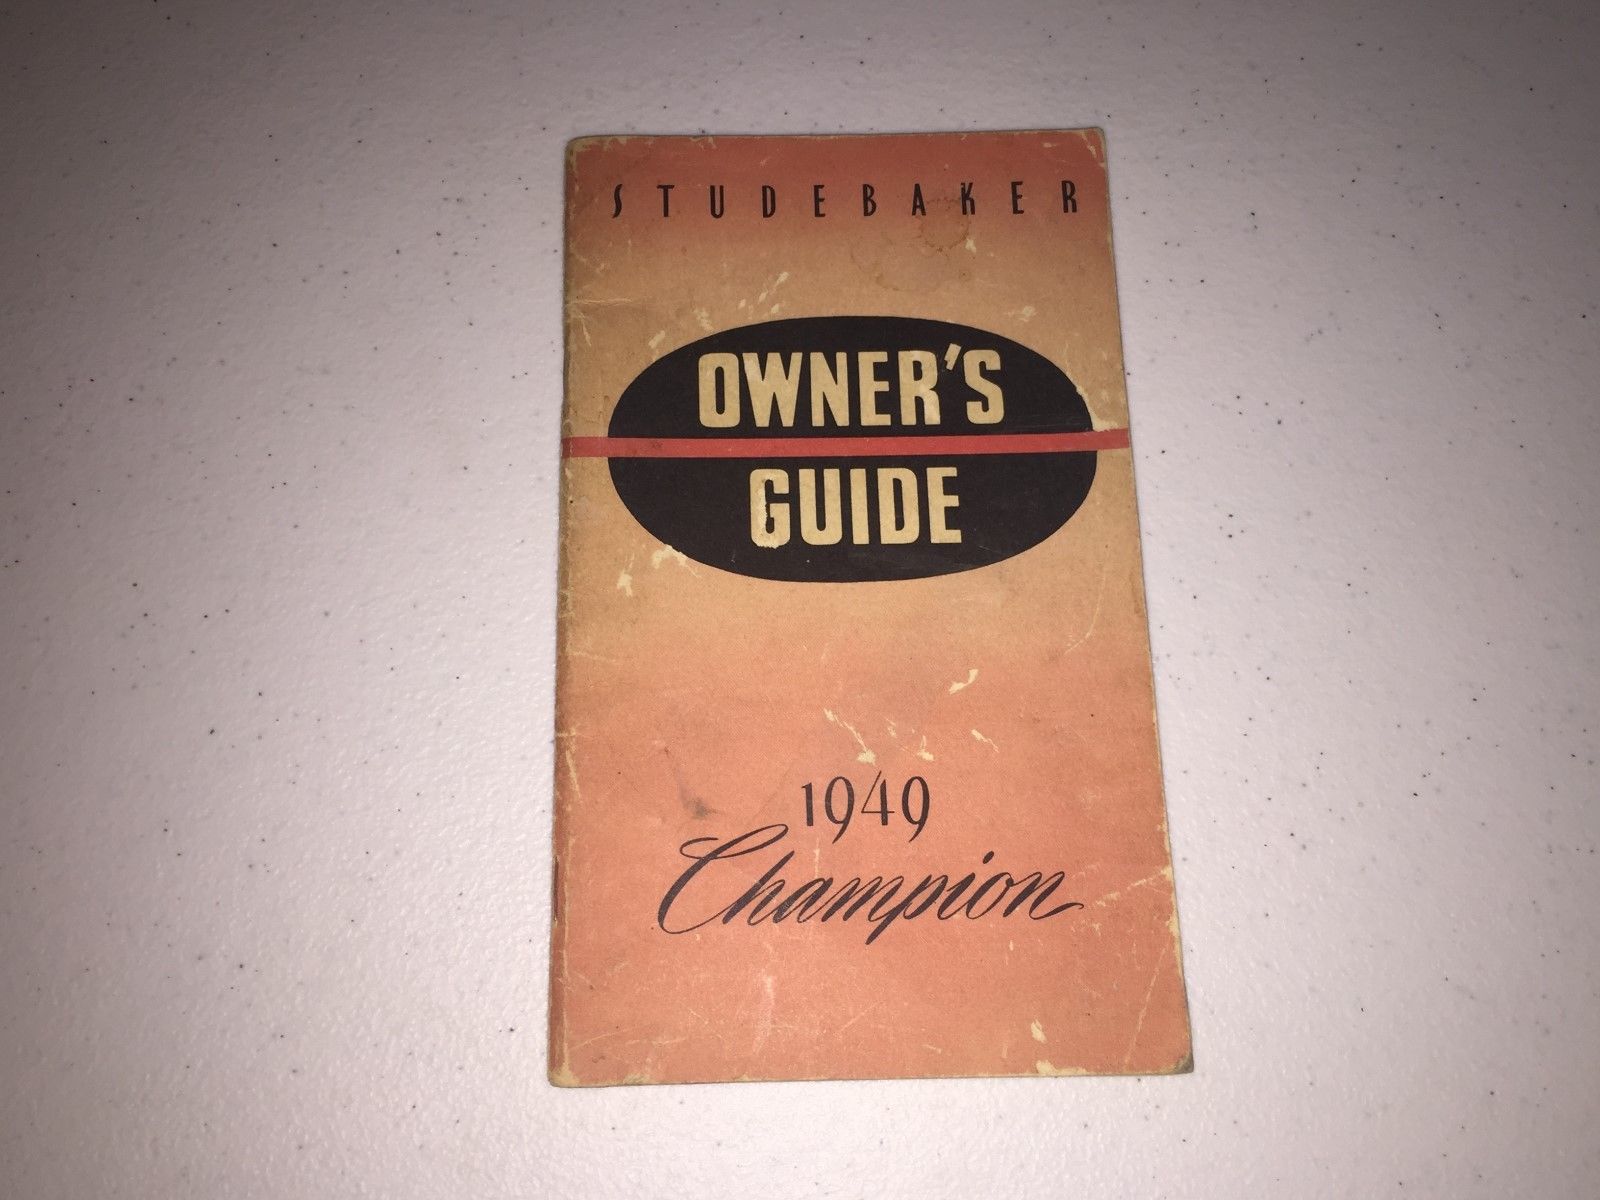 STUDEBAKER
OWNER'S
GUIDE
1949
Champion